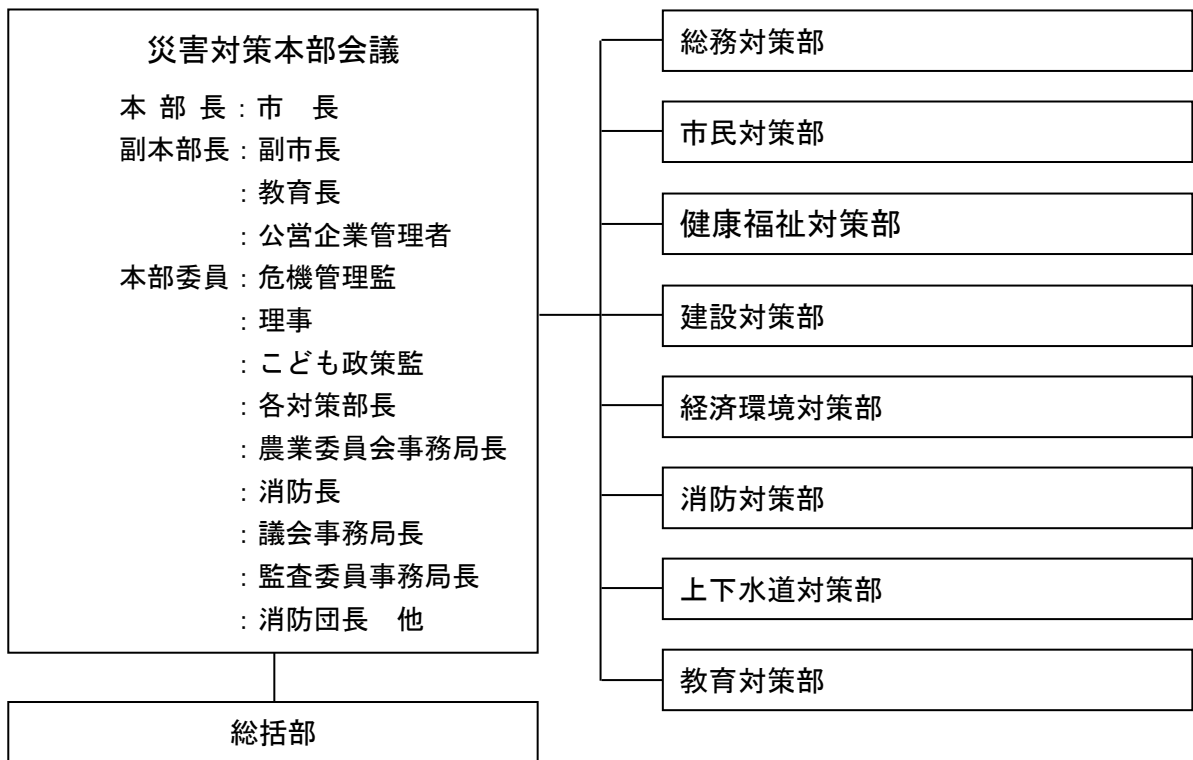 災害対策本部会議
本 部 長：市　長
副本部長：副市長
：教育長
：公営企業管理者
本部委員：危機管理監
：理事
：こども政策監
：各対策部長
：農業委員会事務局長
：消防長
：議会事務局長
：監査委員事務局長
：消防団長　他
総括部
総務対策部
市民対策部
健康福祉対策部
建設対策部
経済環境対策部
消防対策部
上下水道対策部
教育対策部